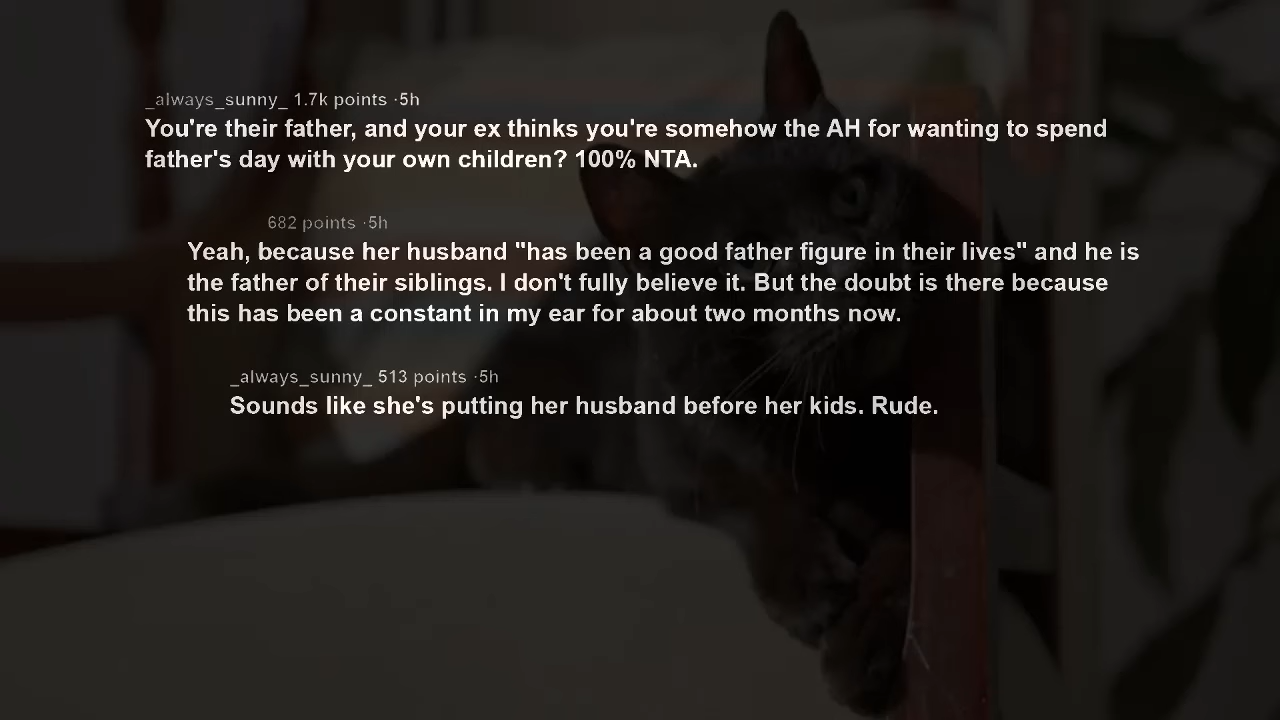 _always_sunny_ 1.7k points ·5h
You're their father, and your ex thinks you're somehow the AH for wanting to spend
father's day with your own children? 100% NTA.
682 points ·5h
Yeah, because her husband "has been a good father figure in their lives" and he is
the father of their siblings. I don't fully believe it. But the doubt is there because
this has been a constant in my ear for about two months now.
_always_sunny_ 513 points ·5h
Sounds like she's putting her husband before her kids. Rude.